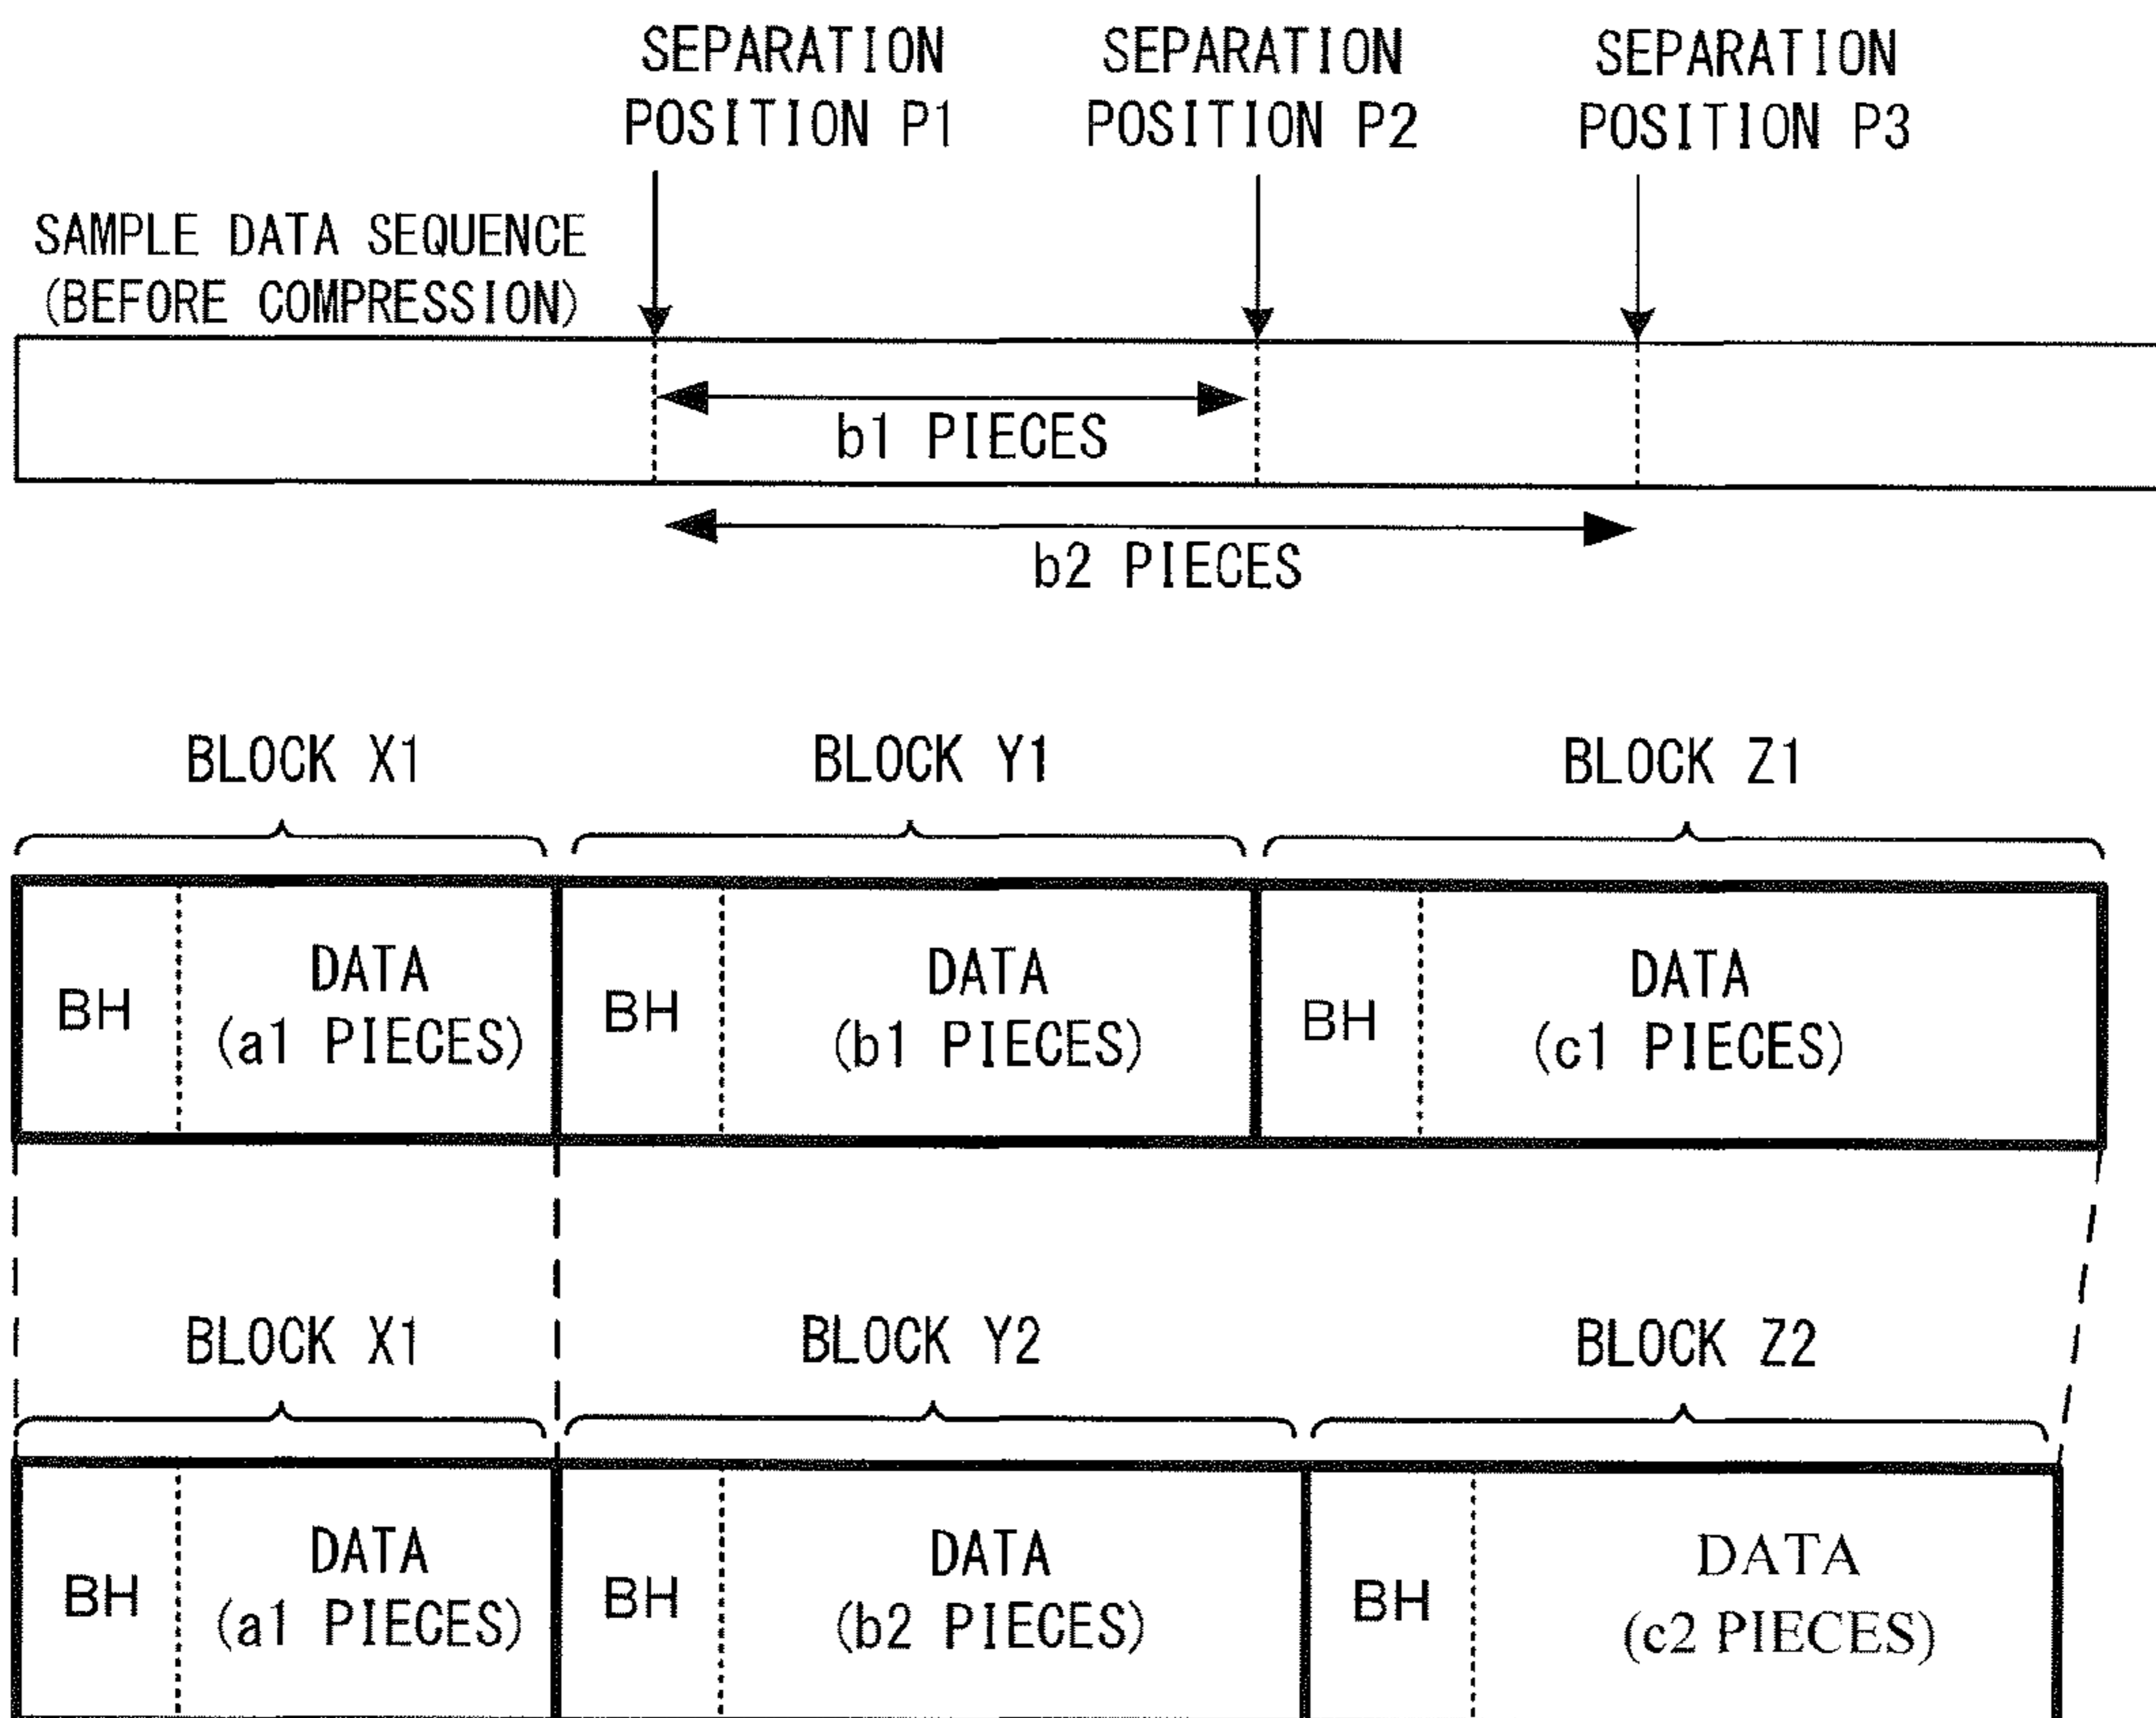 SEPARATION
POSITION P1
SEPARATION
POSITION P2
SEPARATION
POSITION P3
SAMPLE DATA SEQUENCE
(BEFORE COMPRESSION)
b1 PIECES
b2 PIECES
BLOCK X1
BLOCK Y1
BLOCK Z1
BH
DATA
(a1 PIECES)
BH
DATA
(b1 PIECES)
BH
DATA
(c1 PIECES)
BLOCK X1
BLOCK Y2
BLOCK Z2
BH
DATA
(a1 PIECES)
BH
DATA
(b2 PIECES)
BH
DATA
(c2 PIECES)